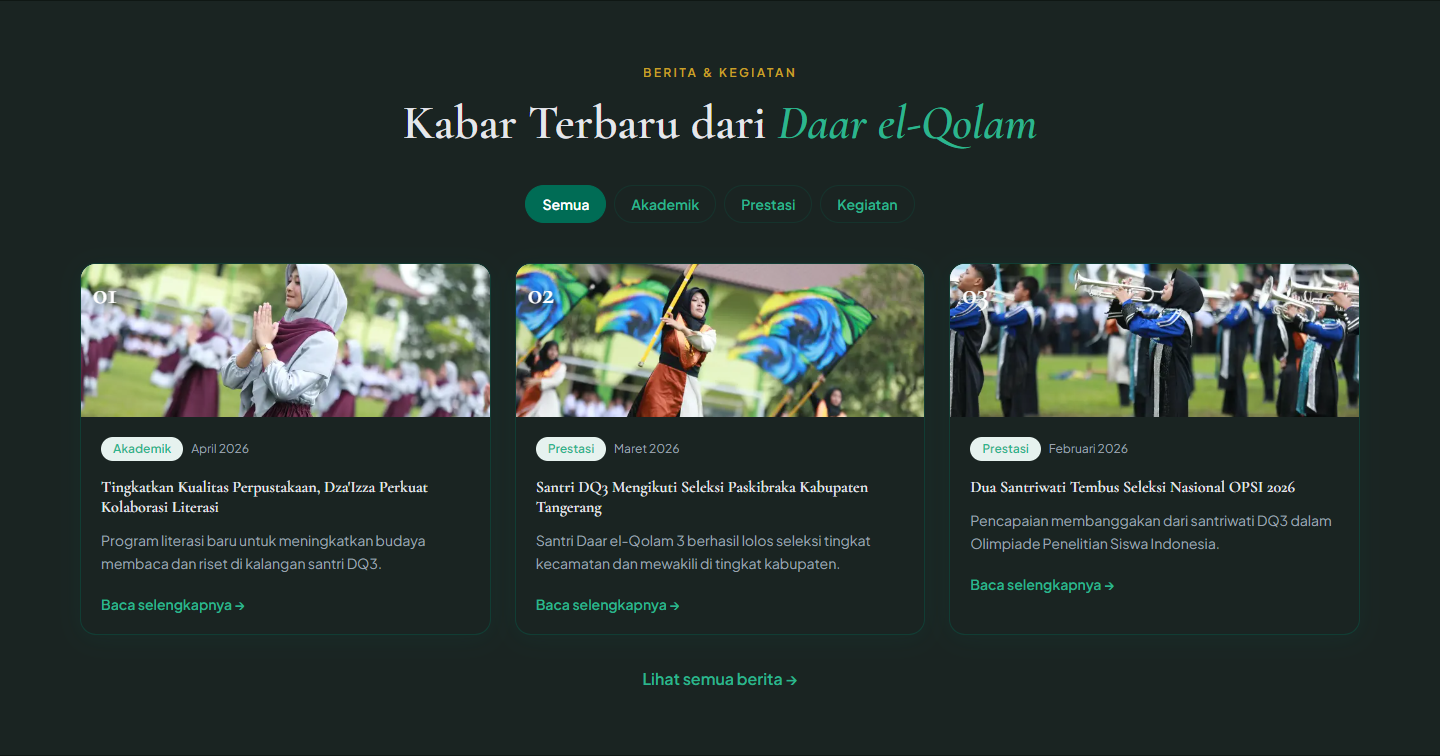 BERITA & KEGIATAN
Kabar Terbaru dari Daar el-Qolam
Semua
Akademik
Prestasi
Kegiatan
01
Akademik April 2026
Tingkatkan Kualitas Perpustakaan, Dza'Izza Perkuat
Kolaborasi Literasi
Program literasi baru untuk meningkatkan budaya
membaca dan riset di kalangan santri DQ3.
Baca selengkapnya →
02
Prestasi Maret 2026
Santri DQ3 Mengikuti Seleksi Paskibraka Kabupaten
Tangerang
Santri Daar el-Qolam 3 berhasil lolos seleksi tingkat
kecamatan dan mewakili di tingkat kabupaten.
Baca selengkapnya →
03
Prestasi Februari 2026
Dua Santriwati Tembus Seleksi Nasional OPSI 2026
Pencapaian membanggakan dari santriwati DQ3 dalam
Olimpiade Penelitian Siswa Indonesia.
Baca selengkapnya →
Lihat semua berita →